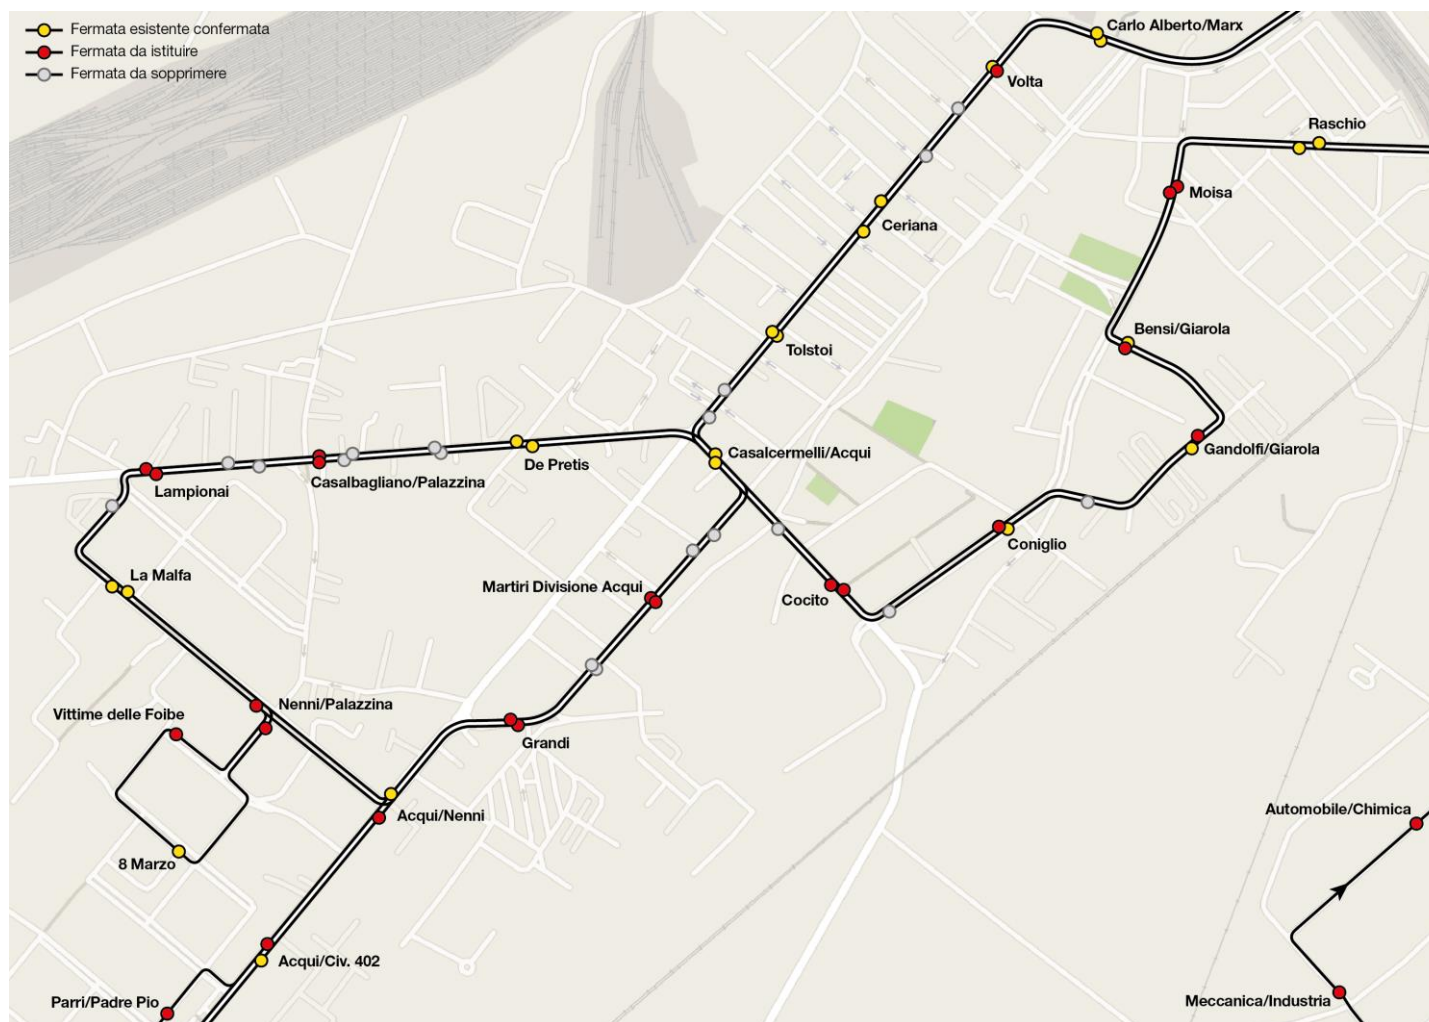 Fermata esistente confermata
Fermata da istituire
Fermata da sopprimere
Carlo Alberto/Marx
Volta
Raschio
Moisa
Ceriana
Bensi/Giarola
Tolstoi
Gandolfi/Giarola
Casalcermelli/Acqui
De Pretis
Casalbagliano/Palazzina
Lampionai
Coniglio
La Malfa
Martiri Divisione Acqui
Cocito
Nenni/Palazzina
Vittime delle Foibe
Grandi
Automobile/Chimica
Acqui/Nenni
8 Marzo
Acqui/Civ. 402
Parri/Padre Pio
Meccanica/Industria